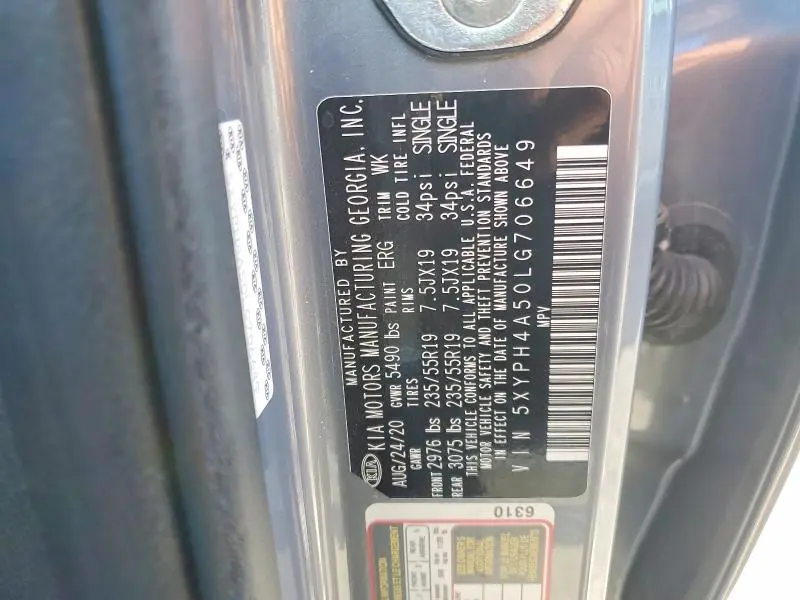 KIA
MANUFACTURED BY
KIA MOTORS MANUFACTURING GEORGIA, INC.
AUG/24/20 GVWR 5490 lbs PAINT ERG TRIM WK
GAWR TIRES RIMS COLD TIRE INFL
FRONT 2976 lbs 235/55R19 7.5JX19 34psi SINGLE
REAR 3075 lbs 235/55R19 7.5JX19 34psi SINGLE
THIS VEHICLE CONFORMS TO ALL APPLICABLE U.S.A. FEDERAL
MOTOR VEHICLE SAFETY AND THEFT PREVENTION STANDARDS
IN EFFECT ON THE DATE OF MANUFACTURE SHOWN ABOVE
VIN 5XYPH4A50LG706649
MPV
6310